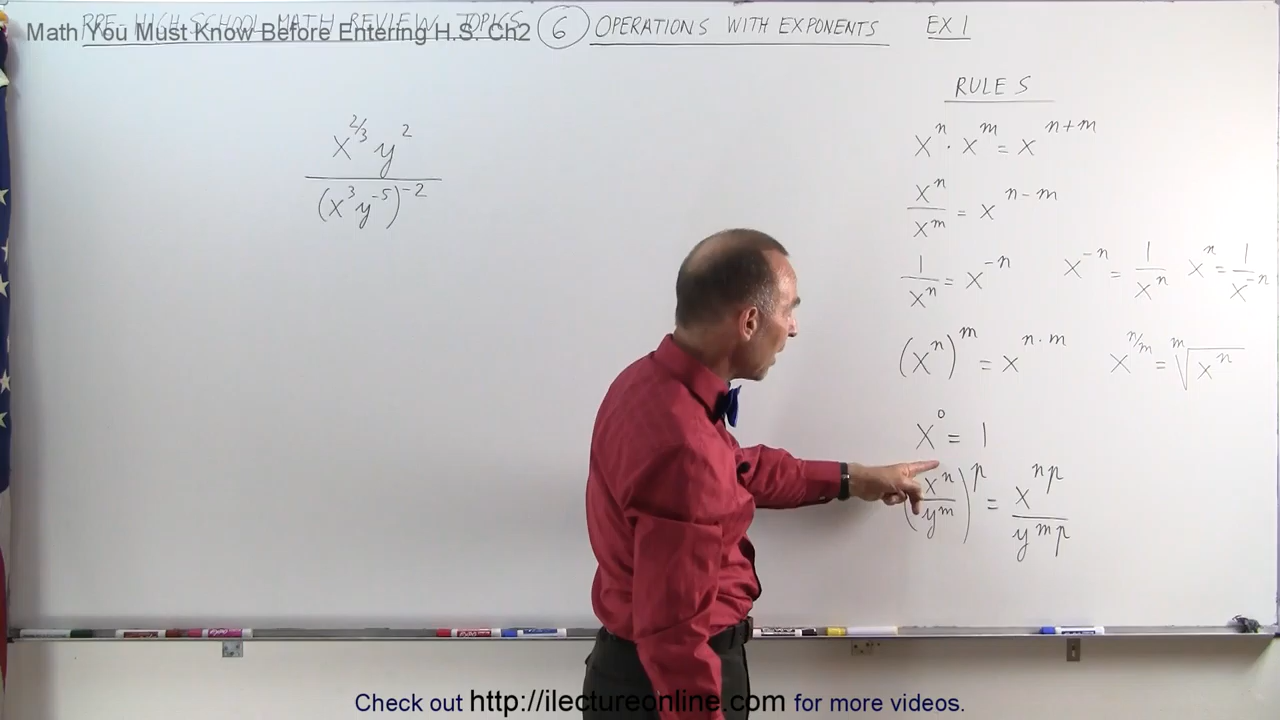 PRE-HIGH SCHOOL MATH REVIEW TOPICS ⑥ OPERATIONS WITH EXPONENTS EX 1
Math You Must Know Before Entering H.S. Ch2
x^{2/3} y^2
(x^3 y^{-5})^{-2}
RULES
x^n · x^m = x^{n+m}
x^n / x^m = x^{n-m}
1 / x^n = x^{-n} x^{-n} = 1 / x^n x^n = 1 / x^{-n}
(x^n)^m = x^{n·m} x^{n/m} = ^m√x^n
x^0 = 1
(x^n / y^m)^p = x^{np} / y^{mp}
Check out http://ilectureonline.com for more videos.